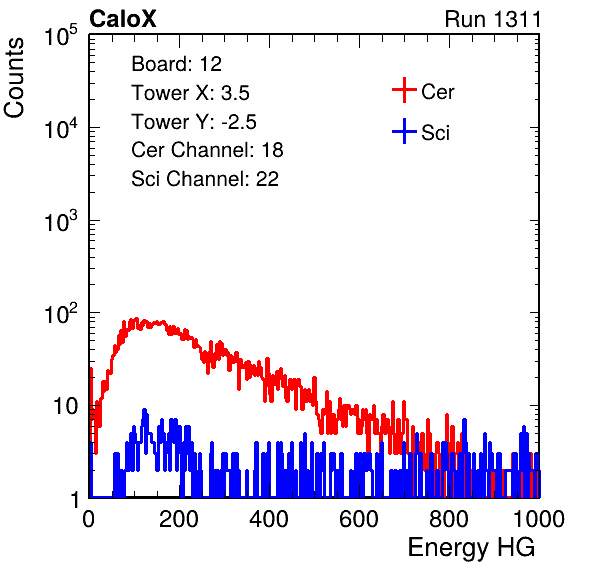 CaloX Run 1311
Counts
10^5
10^4
10^3
10^2
10
1
Board: 12
Tower X: 3.5
Tower Y: -2.5
Cer Channel: 18
Sci Channel: 22
Cer
Sci
0 200 400 600 800 1000
Energy HG